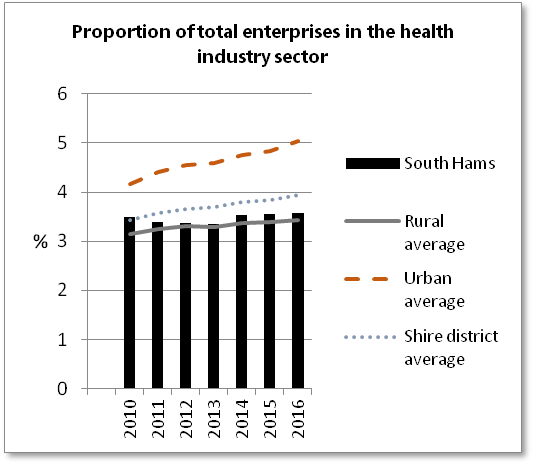 Proportion of total enterprises in the health
industry sector
6
5
4
3
2
1
0
%
2010
2011
2012
2013
2014
2015
2016
South Hams
Rural
average
Urban
average
Shire district
average